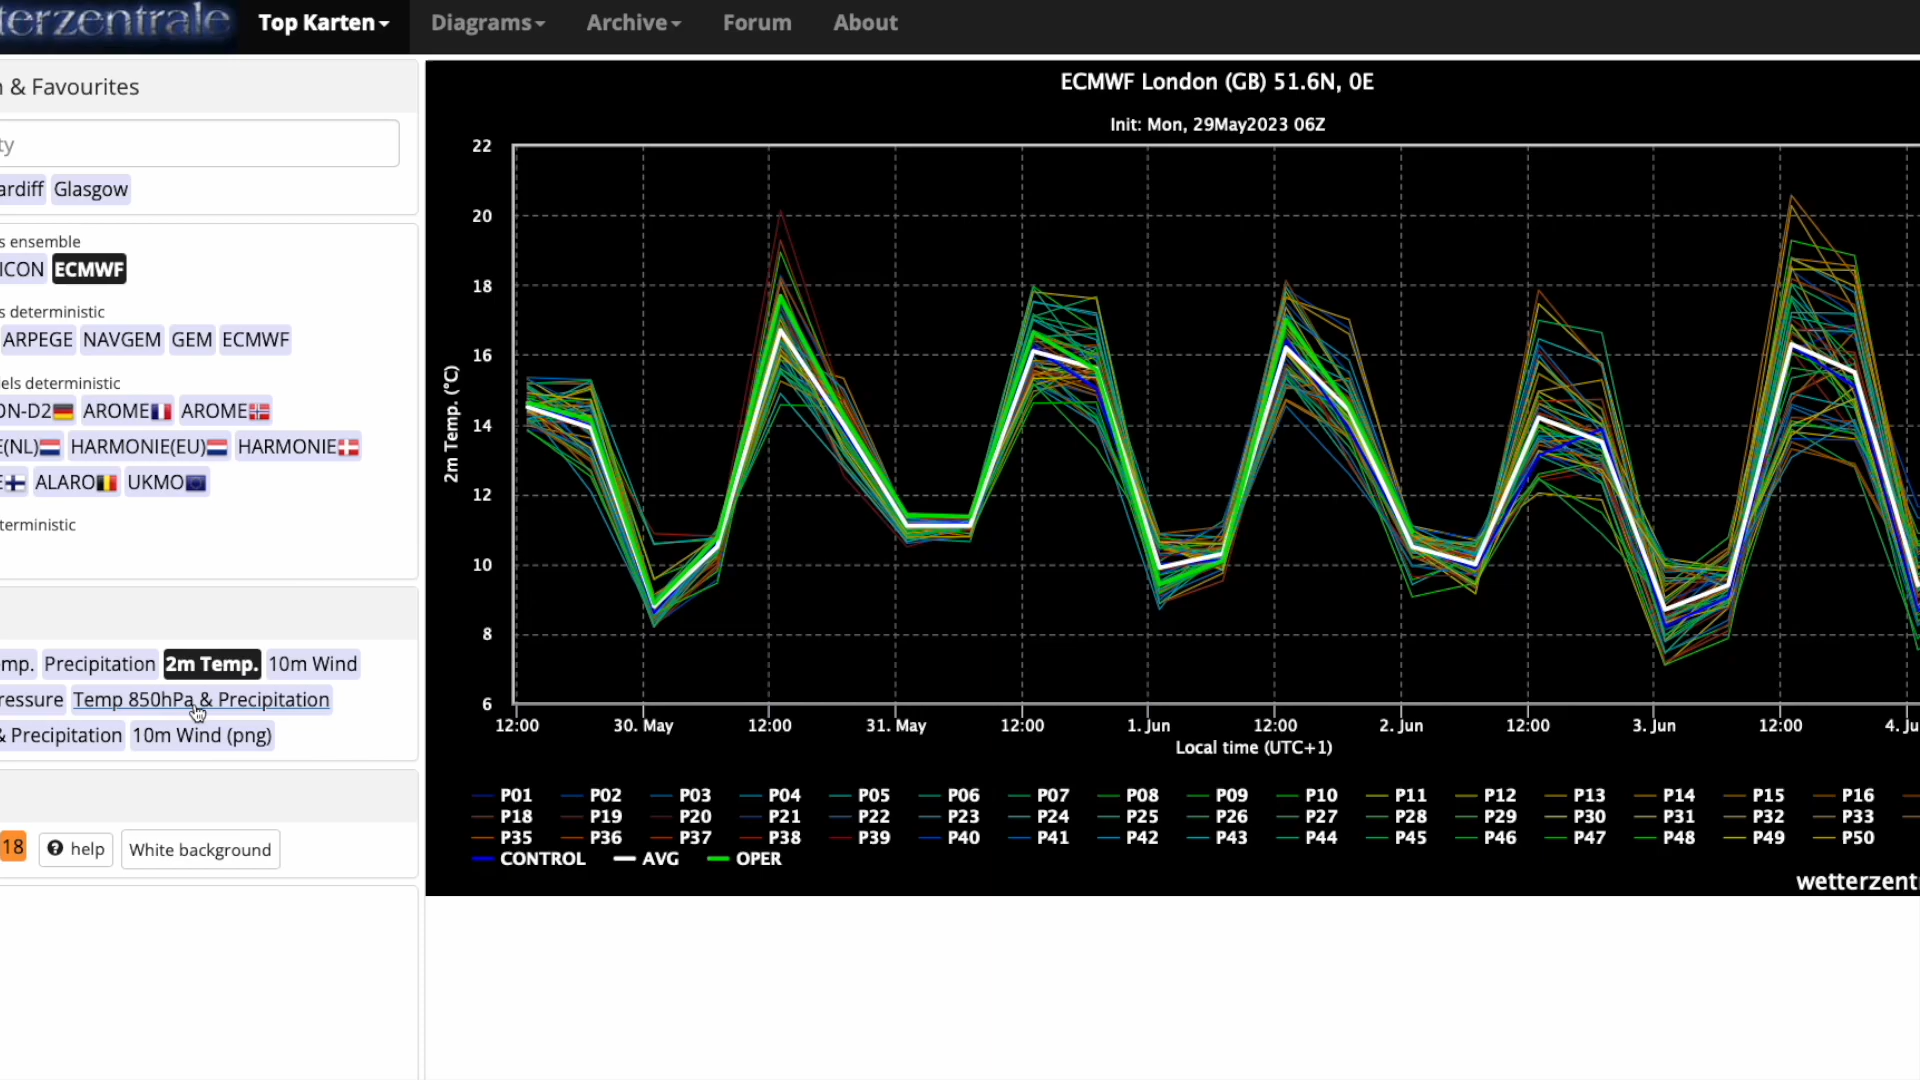 terzentrale Top Karten Diagrams Archive Forum About
& Favourites
ty
ardiff Glasgow
s ensemble
ICON ECMWF
s deterministic
ARPEGE NAVGEM GEM ECMWF
els deterministic
ON-D2 AROME AROME
E(NL) HARMONIE(EU) HARMONIE
E ALARO UKMO
terministic
mp. Precipitation 2m Temp. 10m Wind
ressure Temp 850hPa & Precipitation
& Precipitation 10m Wind (png)
18 help White background
ECMWF London (GB) 51.6N, 0E
Init: Mon, 29May2023 06Z
22
20
18
16
14
12
10
8
6
2m Temp. (°C)
12:00 30. May 12:00 31. May 12:00 1. Jun 12:00 2. Jun 12:00 3. Jun 12:00 4. Ju
Local time (UTC+1)
P01 P02 P03 P04 P05 P06 P07 P08 P09 P10 P11 P12 P13 P14 P15 P16
P18 P19 P20 P21 P22 P23 P24 P25 P26 P27 P28 P29 P30 P31 P32 P33
P35 P36 P37 P38 P39 P40 P41 P42 P43 P44 P45 P46 P47 P48 P49 P50
CONTROL AVG OPER
wetterzent